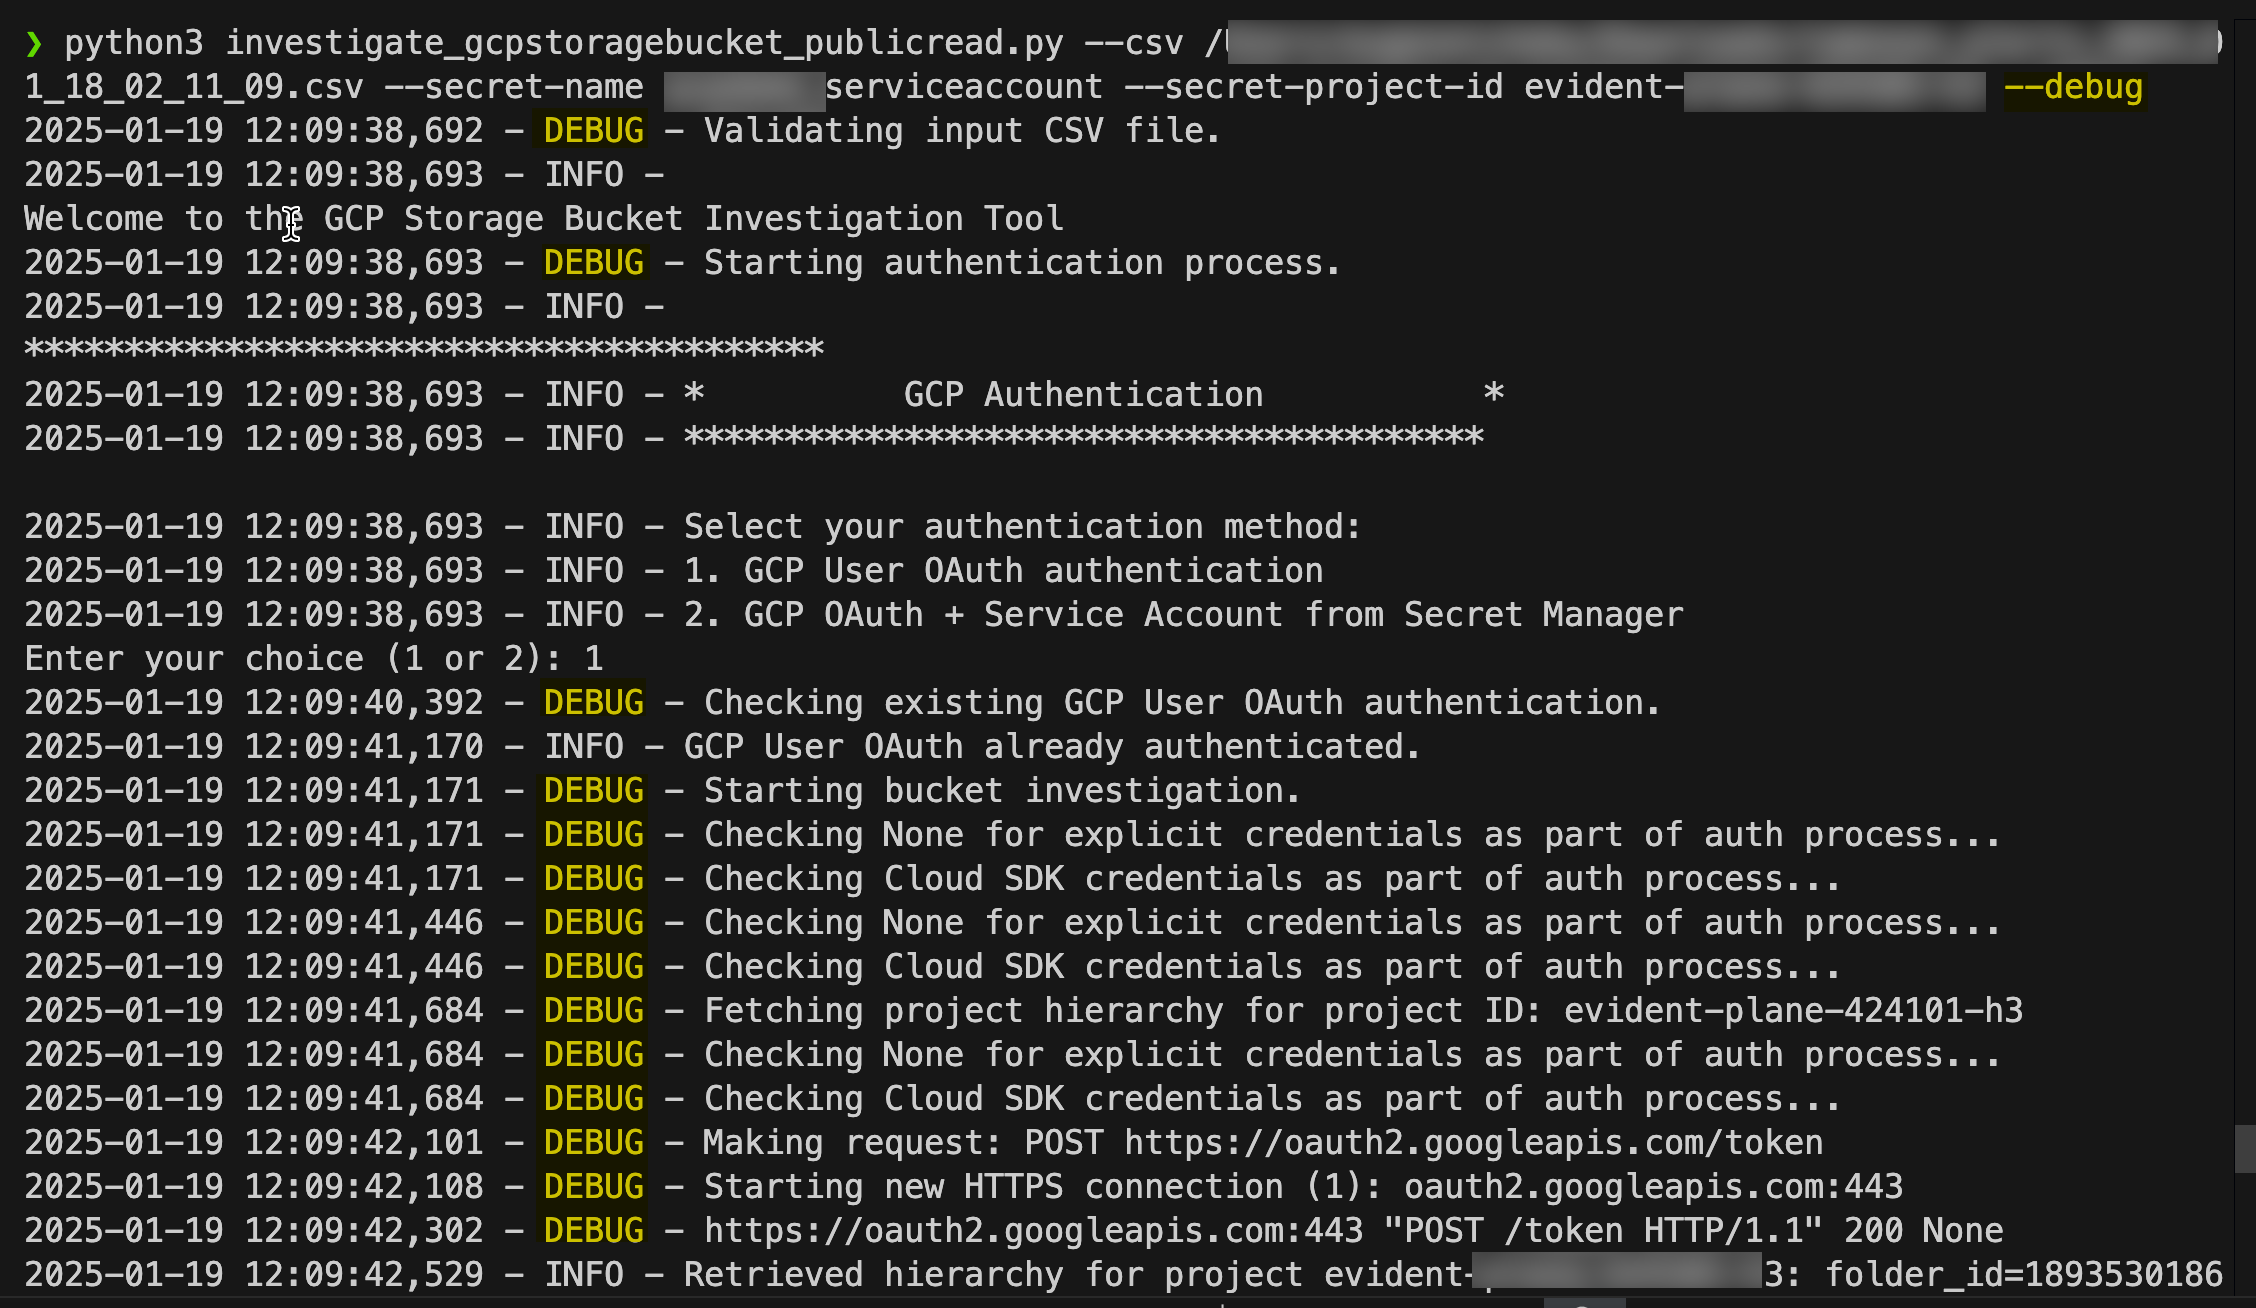 ❯ python3 investigate_gcpstoragebucket_publicread.py --csv /
1_18_02_11_09.csv --secret-name serviceaccount --secret-project-id evident- --debug
2025-01-19 12:09:38,692 - DEBUG - Validating input CSV file.
2025-01-19 12:09:38,693 - INFO -
Welcome to the GCP Storage Bucket Investigation Tool
2025-01-19 12:09:38,693 - DEBUG - Starting authentication process.
2025-01-19 12:09:38,693 - INFO -
****************************************
2025-01-19 12:09:38,693 - INFO - *          GCP Authentication           *
2025-01-19 12:09:38,693 - INFO - ****************************************
2025-01-19 12:09:38,693 - INFO - Select your authentication method:
2025-01-19 12:09:38,693 - INFO - 1. GCP User OAuth authentication
2025-01-19 12:09:38,693 - INFO - 2. GCP OAuth + Service Account from Secret Manager
Enter your choice (1 or 2): 1
2025-01-19 12:09:40,392 - DEBUG - Checking existing GCP User OAuth authentication.
2025-01-19 12:09:41,170 - INFO - GCP User OAuth already authenticated.
2025-01-19 12:09:41,171 - DEBUG - Starting bucket investigation.
2025-01-19 12:09:41,171 - DEBUG - Checking None for explicit credentials as part of auth process...
2025-01-19 12:09:41,171 - DEBUG - Checking Cloud SDK credentials as part of auth process...
2025-01-19 12:09:41,446 - DEBUG - Checking None for explicit credentials as part of auth process...
2025-01-19 12:09:41,446 - DEBUG - Checking Cloud SDK credentials as part of auth process...
2025-01-19 12:09:41,684 - DEBUG - Fetching project hierarchy for project ID: evident-plane-424101-h3
2025-01-19 12:09:41,684 - DEBUG - Checking None for explicit credentials as part of auth process...
2025-01-19 12:09:41,684 - DEBUG - Checking Cloud SDK credentials as part of auth process...
2025-01-19 12:09:42,101 - DEBUG - Making request: POST https://oauth2.googleapis.com/token
2025-01-19 12:09:42,108 - DEBUG - Starting new HTTPS connection (1): oauth2.googleapis.com:443
2025-01-19 12:09:42,302 - DEBUG - https://oauth2.googleapis.com:443 "POST /token HTTP/1.1" 200 None
2025-01-19 12:09:42,529 - INFO - Retrieved hierarchy for project evident- 3: folder_id=1893530186